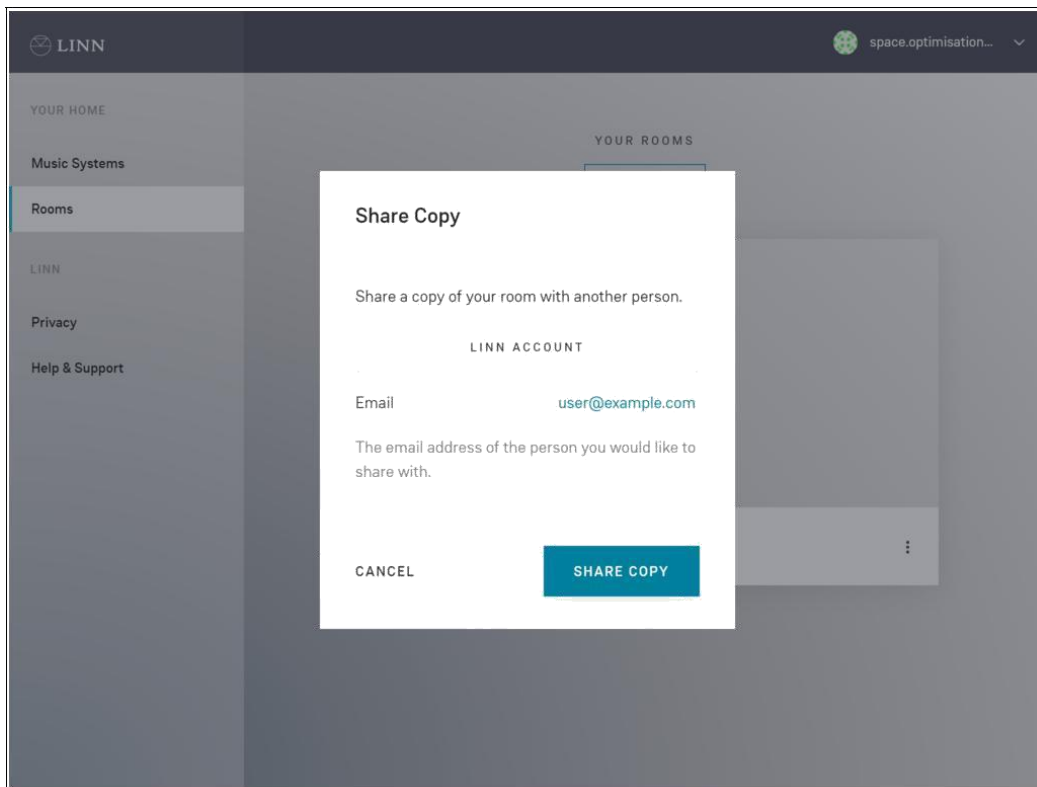 LINN
space.optimisation...
YOUR HOME
Music Systems
Rooms
LINN
Privacy
Help & Support
YOUR ROOMS
Share Copy
Share a copy of your room with another person.
LINN ACCOUNT
Email
user@example.com
The email address of the person you would like to
share with.
CANCEL
SHARE COPY